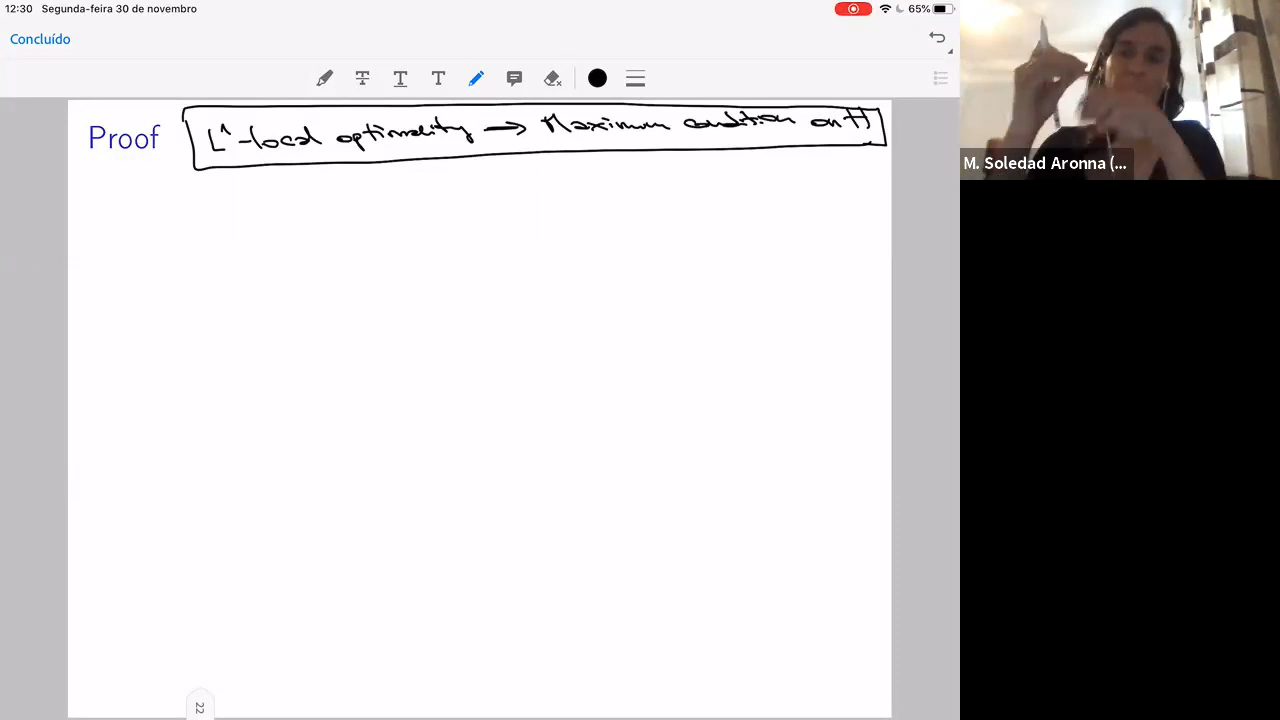 12:30 Segunda-feira 30 de novembro
65%
Concluído
Proof
L¹-local optimality → Maximum condition on H
M. Soledad Aronna (...
22